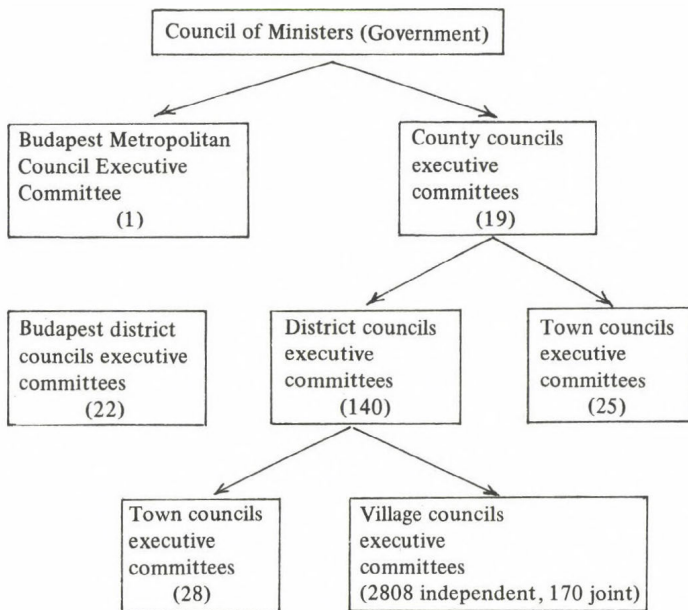 Council of Ministers (Government)
Budapest Metropolitan
Council Executive
Committee
(1)
County councils
executive
committees
(19)
Budapest district
councils executive
committees
(22)
District councils
executive
committees
(140)
Town councils
executive
committees
(25)
Town councils
executive
committees
(28)
Village councils
executive
committees
(2808 independent, 170 joint)